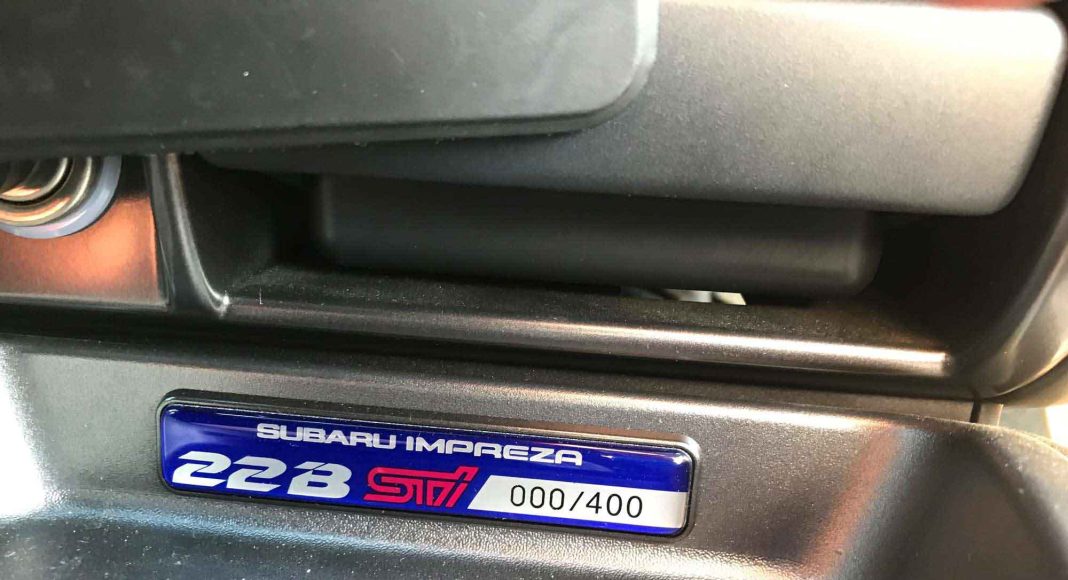 SUBARU IMPREZA
22B STi 000/400